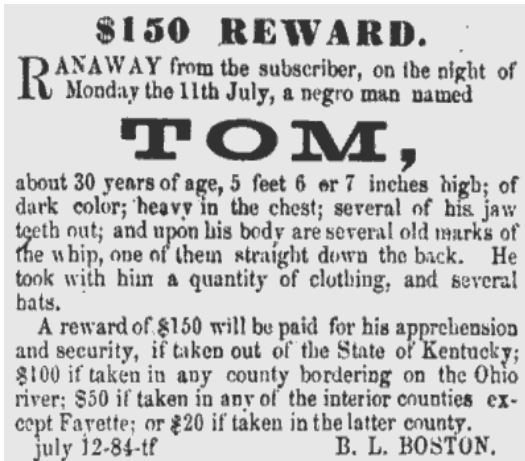 $150 REWARD.
RANAWAY from the subscriber, on the night of
Monday the 11th July, a negro man named
TOM,
about 30 years of age, 5 feet 6 or 7 inches high; of
dark color; heavy in the chest; several of his jaw
teeth out; and upon his body are several old marks of
the whip, one of them straight down the back. He
took with him a quantity of clothing, and several
hats.
A reward of $150 will be paid for his apprehension
and security, if taken out of the State of Kentucky;
$100 if taken in any county bordering on the Ohio
river; $50 if taken in any of the interior counties ex-
cept Fayette; or $20 if taken in the latter county.
july 12-84-tf B. L. BOSTON.